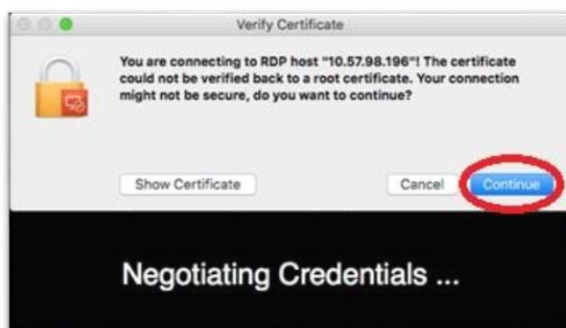 Verify Certificate
You are connecting to RDP host "10.57.98.196"! The certificate
could not be verified back to a root certificate. Your connection
might not be secure, do you want to continue?
Show Certificate
Cancel
Continue
Negotiating Credentials ...